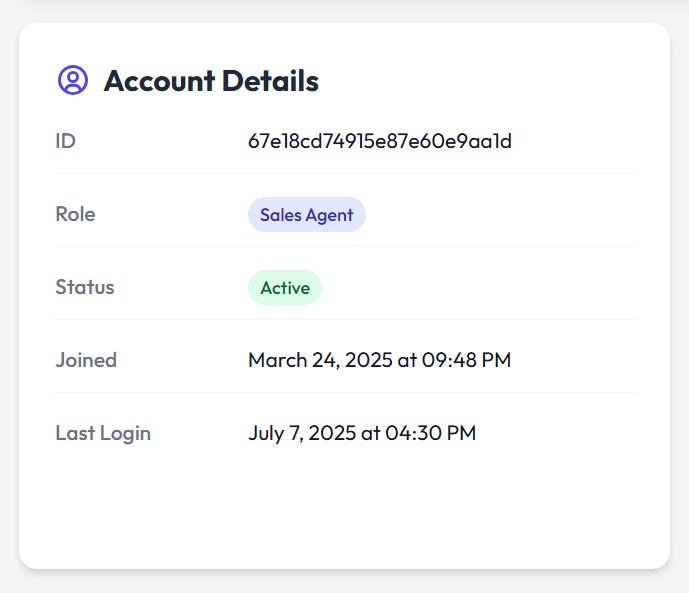 Account Details
ID 67e18cd74915e87e60e9aa1d
Role Sales Agent
Status Active
Joined March 24, 2025 at 09:48 PM
Last Login July 7, 2025 at 04:30 PM